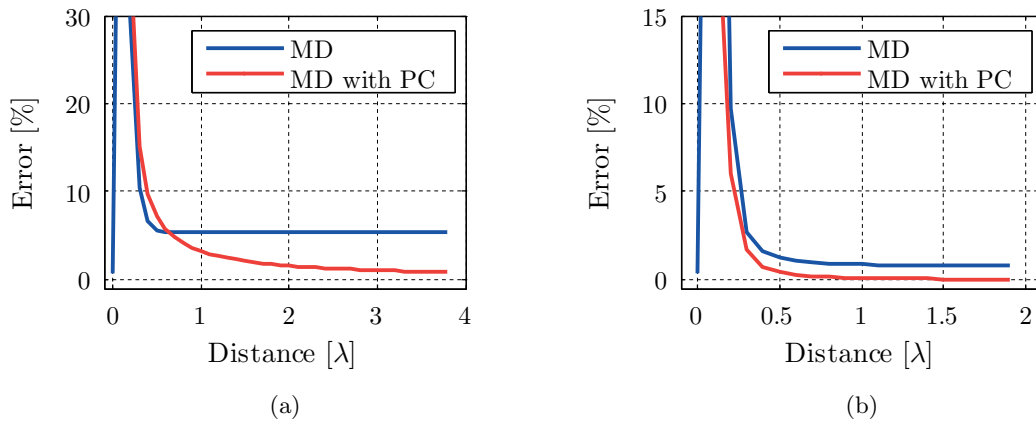 30
20
10
0
Error [%]
0 1 2 3 4
Distance [λ]
MD
MD with PC
(a)
15
10
5
0
Error [%]
0 0.5 1 1.5 2
Distance [λ]
MD
MD with PC
(b)